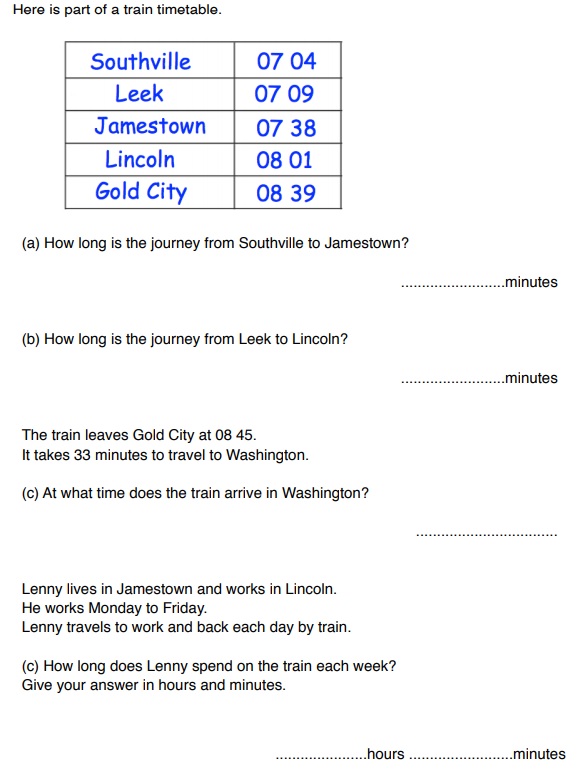 Here is part of a train timetable.
Southville 07 04
Leek 07 09
Jamestown 07 38
Lincoln 08 01
Gold City 08 39
(a) How long is the journey from Southville to Jamestown?
.........................minutes
(b) How long is the journey from Leek to Lincoln?
.........................minutes
The train leaves Gold City at 08 45.
It takes 33 minutes to travel to Washington.
(c) At what time does the train arrive in Washington?
..................................
Lenny lives in Jamestown and works in Lincoln.
He works Monday to Friday.
Lenny travels to work and back each day by train.
(c) How long does Lenny spend on the train each week?
Give your answer in hours and minutes.
......................hours .........................minutes